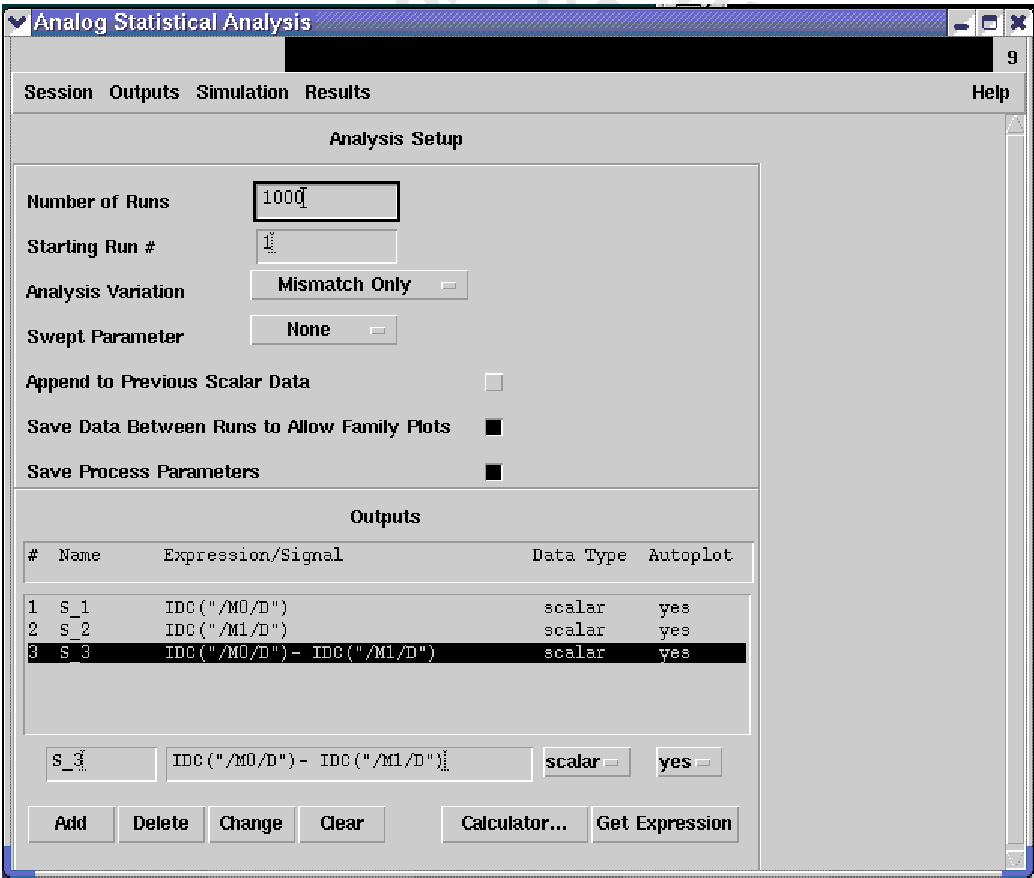 Analog Statistical Analysis
9
Session Outputs Simulation Results Help
Analysis Setup
Number of Runs 1000
Starting Run # 1
Analysis Variation Mismatch Only
Swept Parameter None
Append to Previous Scalar Data
Save Data Between Runs to Allow Family Plots
Save Process Parameters
Outputs
# Name Expression/Signal Data Type Autoplot
1 S_1 IDC("/M0/D") scalar yes
2 S_2 IDC("/M1/D") scalar yes
3 S_3 IDC("/M0/D")- IDC("/M1/D") scalar yes
S_3 IDC("/M0/D")- IDC("/M1/D") scalar yes
Add Delete Change Clear Calculator... Get Expression